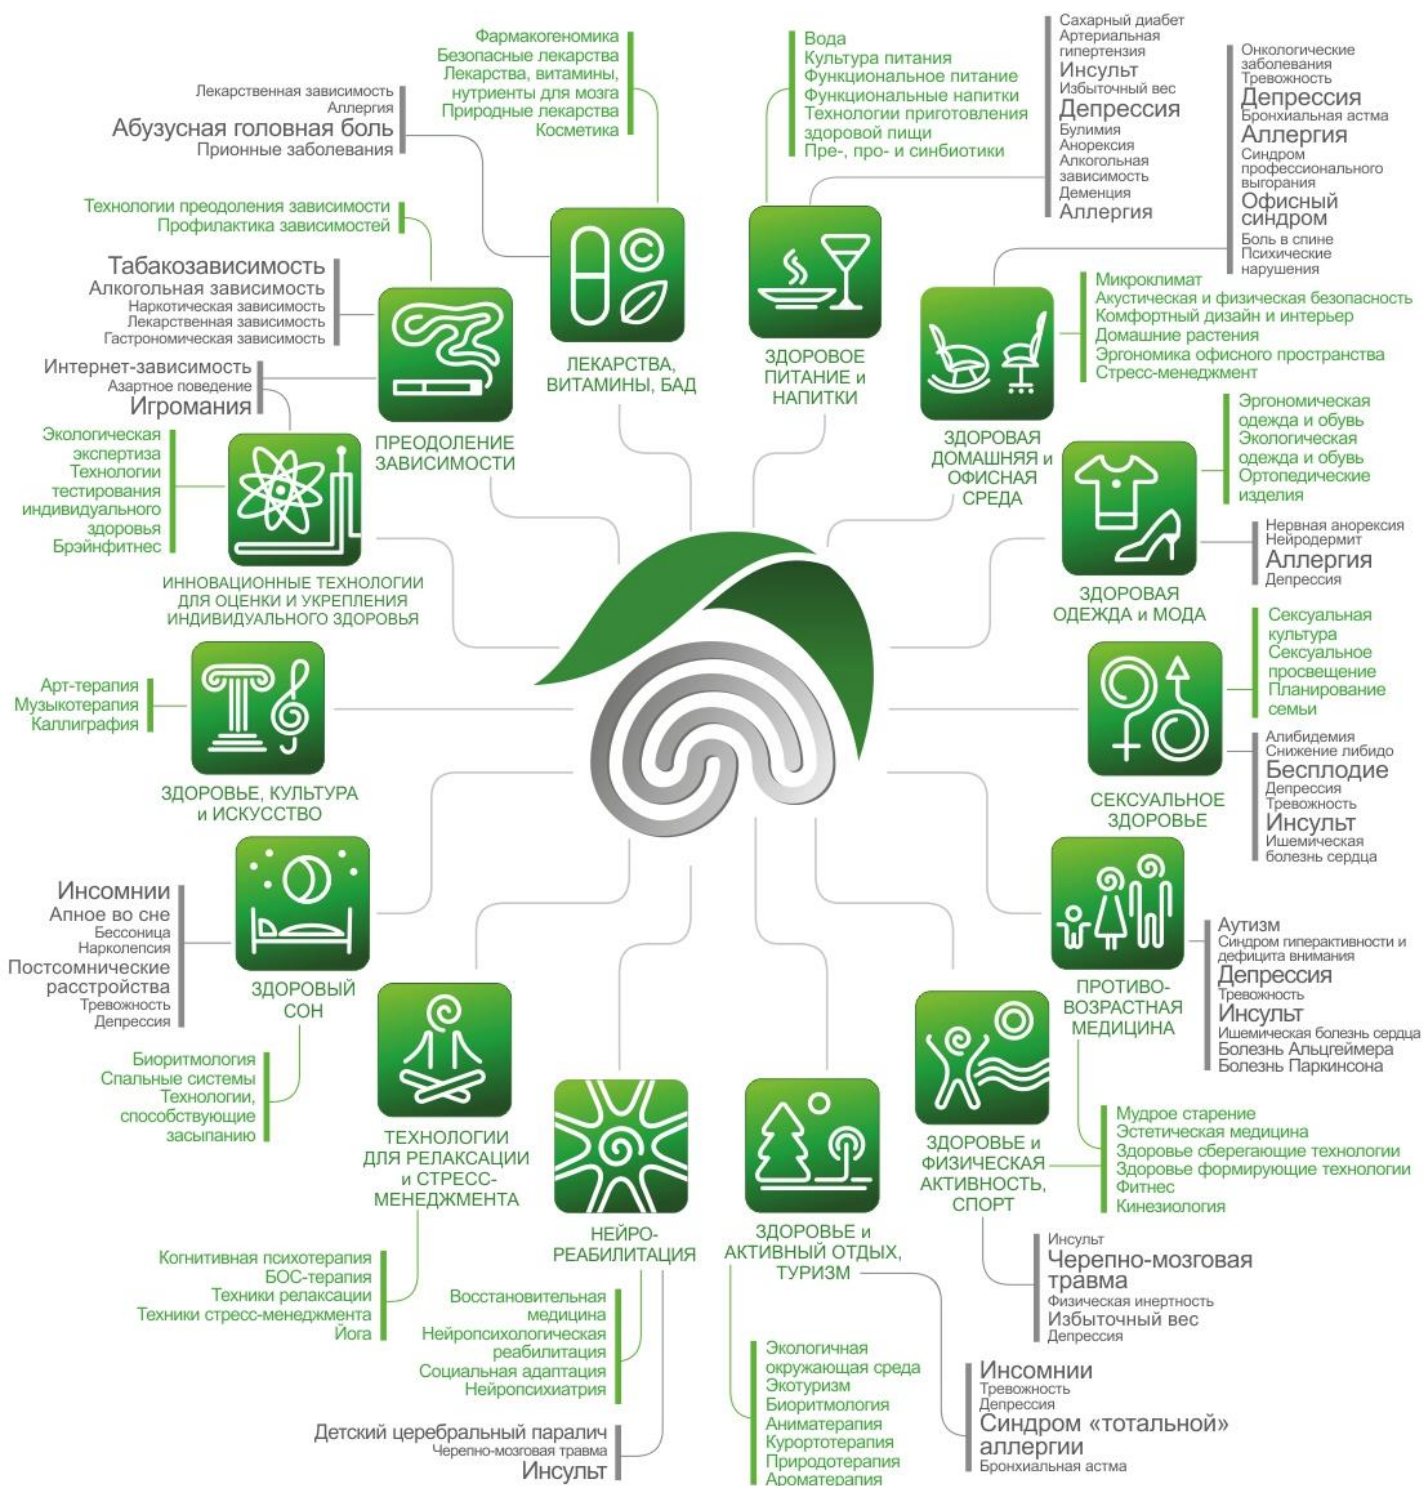 Фармакогеномика
Безопасные лекарства
Лекарства, витамины,
нутриенты для мозга
Природные лекарства
Косметика
Лекарственная зависимость
Аллергия
Абузусная головная боль
Прионные заболевания
ЛЕКАРСТВА,
ВИТАМИНЫ, БАД
Вода
Культура питания
Функциональное питание
Функциональные напитки
Технологии приготовления
здоровой пищи
Пре-, про- и синбиотики
Сахарный диабет
Артериальная
гипертензия
Инсульт
Избыточный вес
Депрессия
Булимия
Анорексия
Алкогольная
зависимость
Деменция
Аллергия
ЗДОРОВОЕ
ПИТАНИЕ и
НАПИТКИ
Онкологические
заболевания
Тревожность
Депрессия
Бронхиальная астма
Аллергия
Синдром
профессионального
выгорания
Офисный
синдром
Боль в спине
Психические
нарушения
Микроклимат
Акустическая и физическая безопасность
Комфортный дизайн и интерьер
Домашние растения
Эргономика офисного пространства
Стресс-менеджмент
ЗДОРОВАЯ
ДОМАШНЯЯ и
ОФИСНАЯ
СРЕДА
Эргономическая
одежда и обувь
Экологическая
одежда и обувь
Ортопедические
изделия
Нервная анорексия
Нейродермит
Аллергия
Депрессия
ЗДОРОВАЯ
ОДЕЖДА и МОДА
Сексуальная
культура
Сексуальное
просвещение
Планирование
семьи
Алибидемия
Снижение либидо
Бесплодие
Депрессия
Тревожность
Инсульт
Ишемическая
болезнь сердца
СЕКСУАЛЬНОЕ
ЗДОРОВЬЕ
Аутизм
Синдром гиперактивности и
дефицита внимания
Депрессия
Тревожность
Инсульт
Ишемическая болезнь сердца
Болезнь Альцгеймера
Болезнь Паркинсона
ПРОТИВО-
ВОЗРАСТНАЯ
МЕДИЦИНА
Мудрое старение
Эстетическая медицина
Здоровье сберегающие технологии
Здоровье формирующие технологии
Фитнес
Кинезиология
ЗДОРОВЬЕ и
ФИЗИЧЕСКАЯ
АКТИВНОСТЬ,
СПОРТ
Инсульт
Черепно-мозговая
травма
Физическая инертность
Избыточный вес
Депрессия
ЗДОРОВЬЕ и
АКТИВНЫЙ ОТДЫХ,
ТУРИЗМ
Экологичная
окружающая среда
Экотуризм
Биоритмология
Аниматерапия
Курортотерапия
Природотерапия
Ароматерапия
Инсомнии
Тревожность
Депрессия
Синдром «тотальной»
аллергии
Бронхиальная астма
НЕЙРО-
РЕАБИЛИТАЦИЯ
Восстановительная
медицина
Нейропсихологическая
реабилитация
Социальная адаптация
Нейропсихиатрия
Детский церебральный паралич
Черепно-мозговая травма
Инсульт
ТЕХНОЛОГИИ
ДЛЯ РЕЛАКСАЦИИ
и СТРЕСС-
МЕНЕДЖМЕНТА
Когнитивная психотерапия
БОС-терапия
Техники релаксации
Техники стресс-менеджмента
Йога
ЗДОРОВЫЙ
СОН
Инсомнии
Апное во сне
Бессоница
Нарколепсия
Постсомнические
расстройства
Тревожность
Депрессия
Биоритмология
Спальные системы
Технологии,
способствующие
засыпанию
Арт-терапия
Музыкотерапия
Каллиграфия
ЗДОРОВЬЕ, КУЛЬТУРА
и ИСКУССТВО
Экологическая
экспертиза
Технологии
тестирования
индивидуального
здоровья
Брэйнфитнес
ИННОВАЦИОННЫЕ ТЕХНОЛОГИИ
ДЛЯ ОЦЕНКИ И УКРЕПЛЕНИЯ
ИНДИВИДУАЛЬНОГО ЗДОРОВЬЯ
Интернет-зависимость
Азартное поведение
Игромания
Технологии преодоления зависимости
Профилактика зависимостей
Табакозависимость
Алкогольная зависимость
Наркотическая зависимость
Лекарственная зависимость
Гастрономическая зависимость
ПРЕОДОЛЕНИЕ
ЗАВИСИМОСТИ